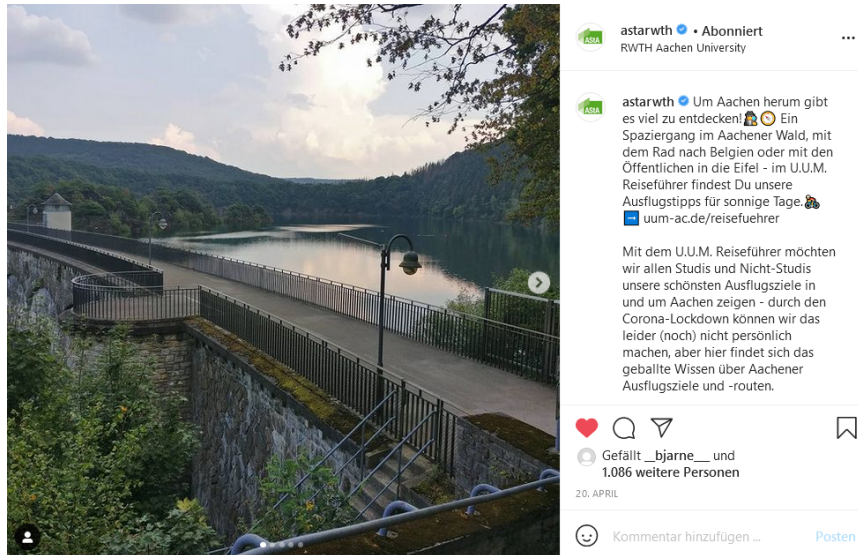 astarwth • Abonniert
RWTH Aachen University
AStA
AStA
astarwth Um Aachen herum gibt
es viel zu entdecken! Ein
Spaziergang im Aachener Wald, mit
dem Rad nach Belgien oder mit den
Öffentlichen in die Eifel - im U.U.M.
Reiseführer findest Du unsere
Ausflugstipps für sonnige Tage.
➡ uum-ac.de/reisefuehrer
Mit dem U.U.M. Reiseführer möchten
wir allen Studis und Nicht-Studis
unsere schönsten Ausflugsziele in
und um Aachen zeigen - durch den
Corona-Lockdown können wir das
leider (noch) nicht persönlich
machen, aber hier findet sich das
geballte Wissen über Aachener
Ausflugsziele und -routen.
Gefällt __bjarne___ und
1.086 weitere Personen
20. APRIL
Kommentar hinzufügen ...
Posten